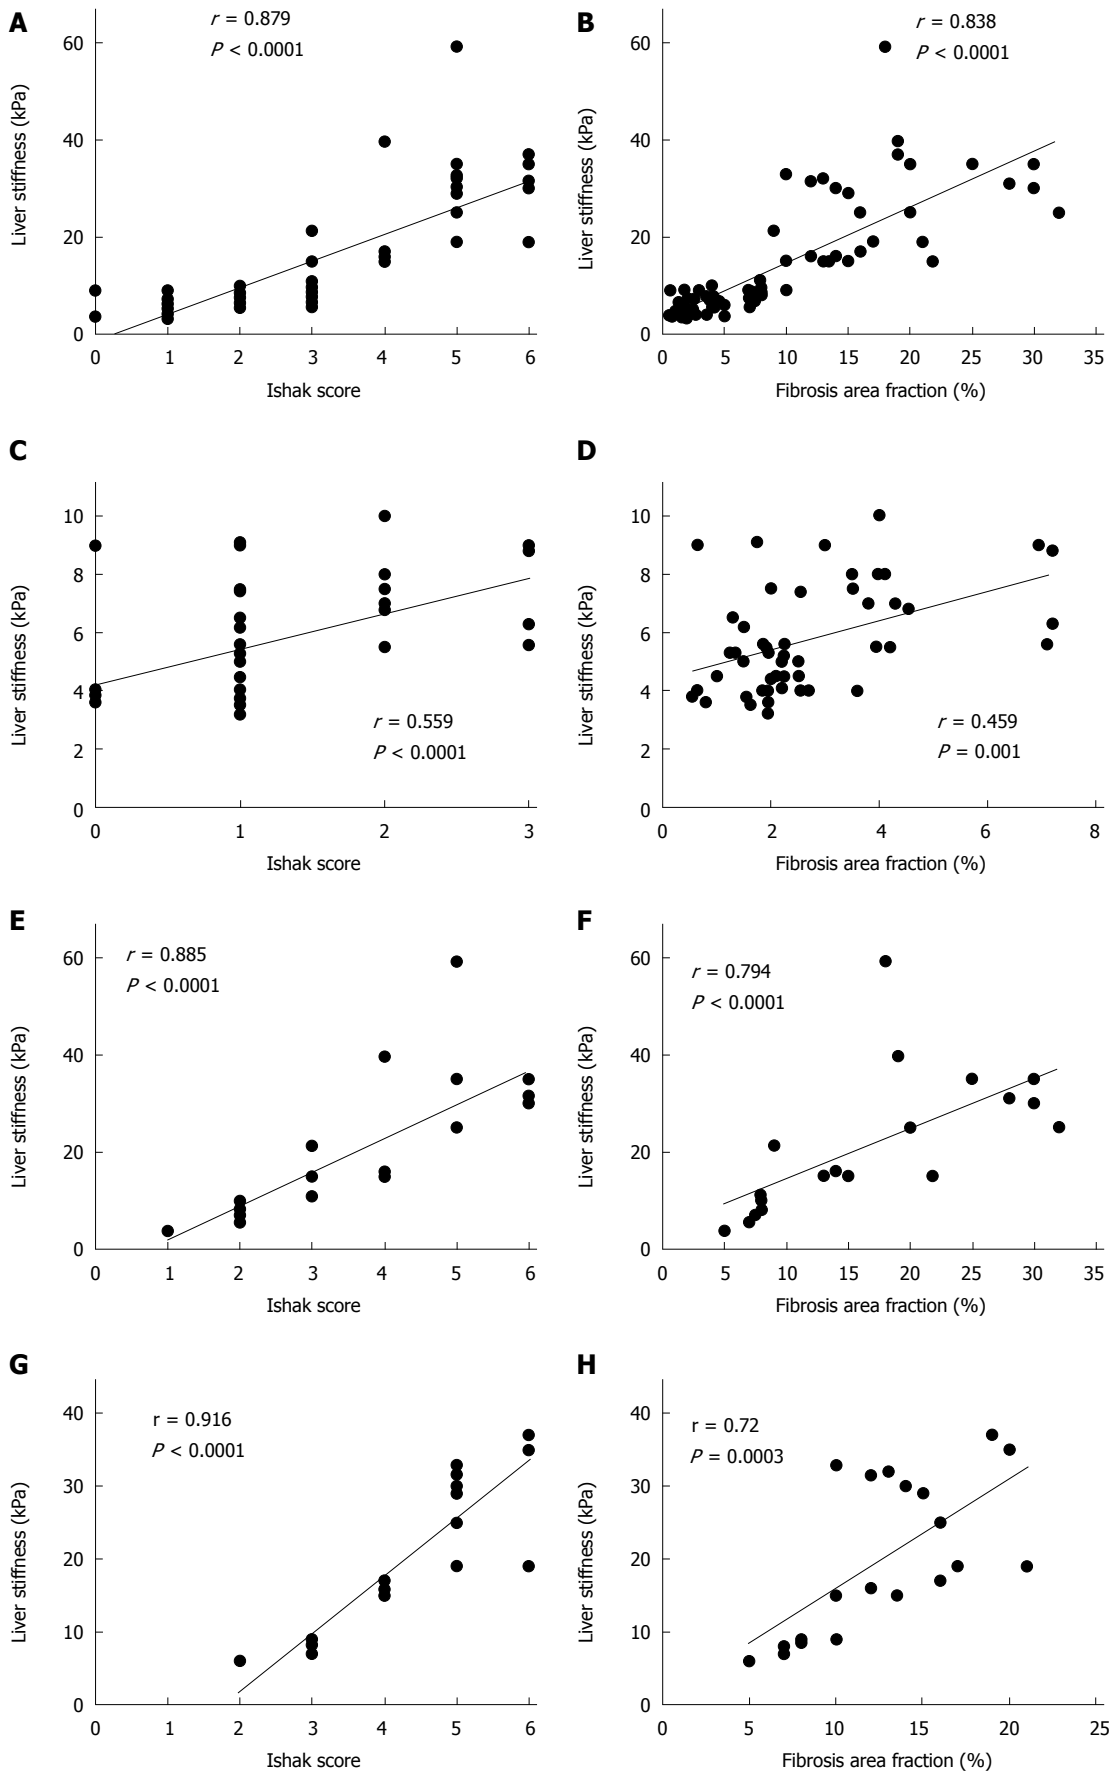 A
r = 0.879
P < 0.0001
Liver stiffness (kPa)
60
40
20
0
0 1 2 3 4 5 6
Ishak score
B
r = 0.838
P < 0.0001
Liver stiffness (kPa)
60
40
20
0
0 5 10 15 20 25 30 35
Fibrosis area fraction (%)
C
Liver stiffness (kPa)
10
8
6
4
2
0
r = 0.559
P < 0.0001
0 1 2 3
Ishak score
D
Liver stiffness (kPa)
10
8
6
4
2
0
r = 0.459
P = 0.001
0 2 4 6 8
Fibrosis area fraction (%)
E
r = 0.885
P < 0.0001
Liver stiffness (kPa)
60
40
20
0
0 1 2 3 4 5 6
Ishak score
F
r = 0.794
P < 0.0001
Liver stiffness (kPa)
60
40
20
0
0 5 10 15 20 25 30 35
Fibrosis area fraction (%)
G
r = 0.916
P < 0.0001
Liver stiffness (kPa)
40
30
20
10
0
0 1 2 3 4 5 6
Ishak score
H
r = 0.72
P = 0.0003
Liver stiffness (kPa)
40
30
20
10
0
0 5 10 15 20 25
Fibrosis area fraction (%)